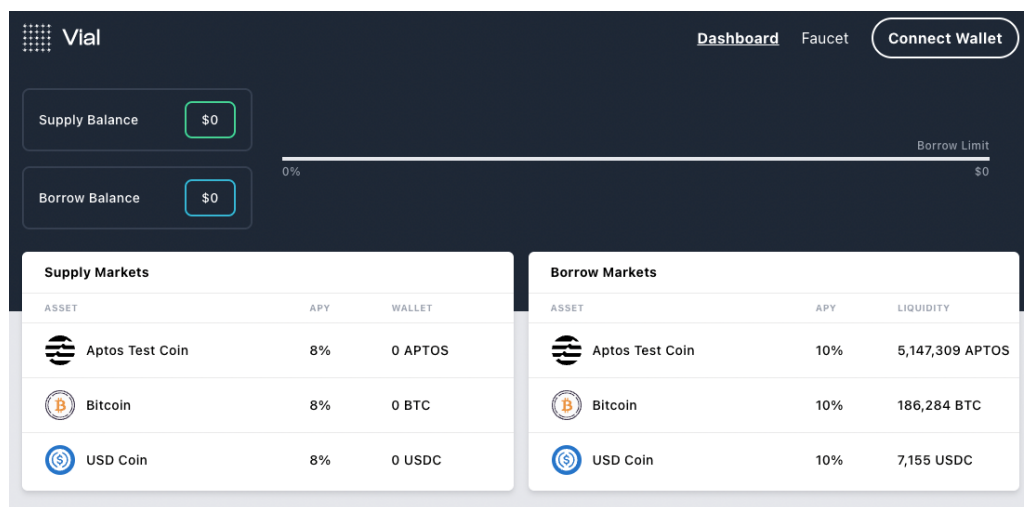 Vial
Dashboard Faucet Connect Wallet
Supply Balance $0
Borrow Limit
0% $0
Borrow Balance $0
Supply Markets
ASSET APY WALLET
Aptos Test Coin 8% 0 APTOS
Bitcoin 8% 0 BTC
USD Coin 8% 0 USDC
Borrow Markets
ASSET APY LIQUIDITY
Aptos Test Coin 10% 5,147,309 APTOS
Bitcoin 10% 186,284 BTC
USD Coin 10% 7,155 USDC